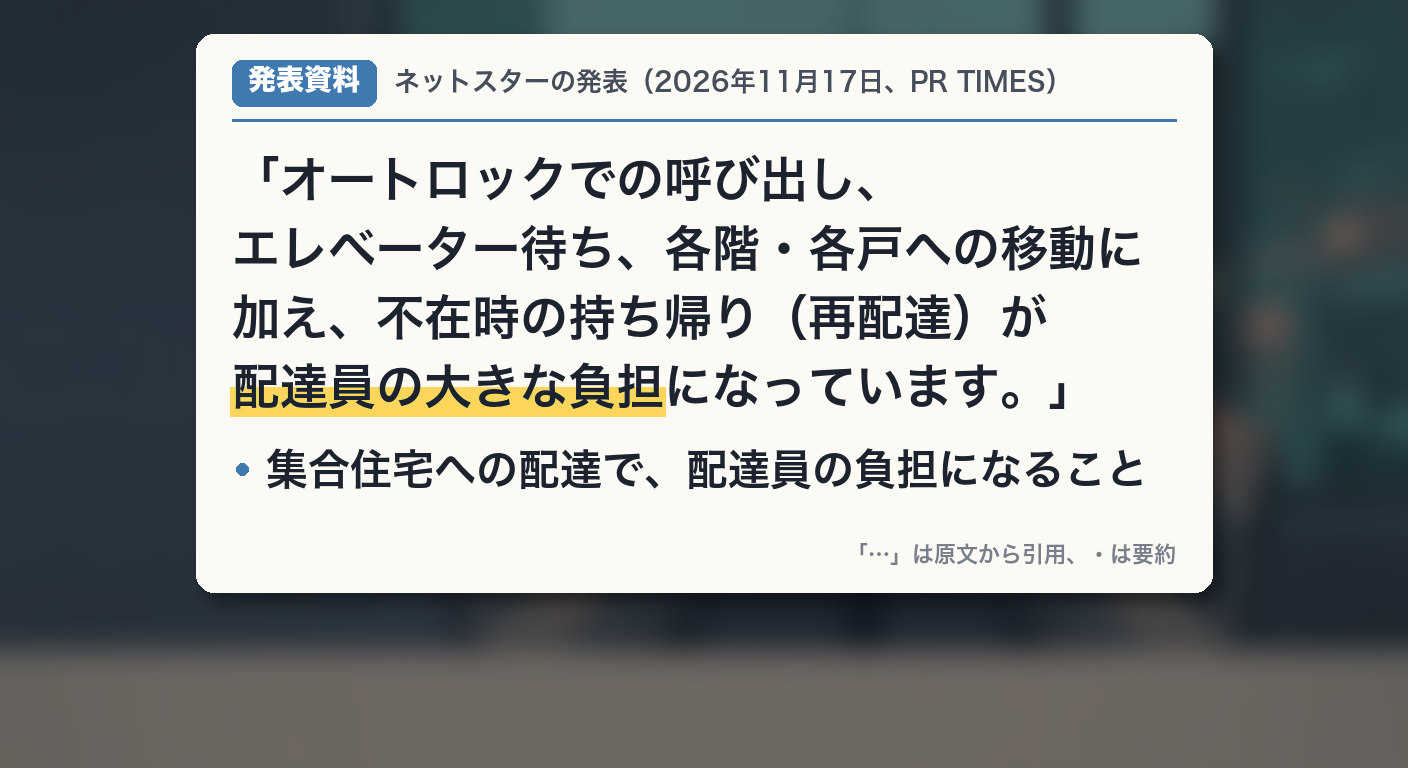 発表資料 ネットスターの発表（2026年11月17日、PR TIMES）
「オートロックでの呼び出し、
エレベーター待ち、各階・各戸への移動に
加え、不在時の持ち帰り（再配達）が
配達員の大きな負担になっています。」
• 集合住宅への配達で、配達員の負担になること
「…」は原文から引用、・は要約